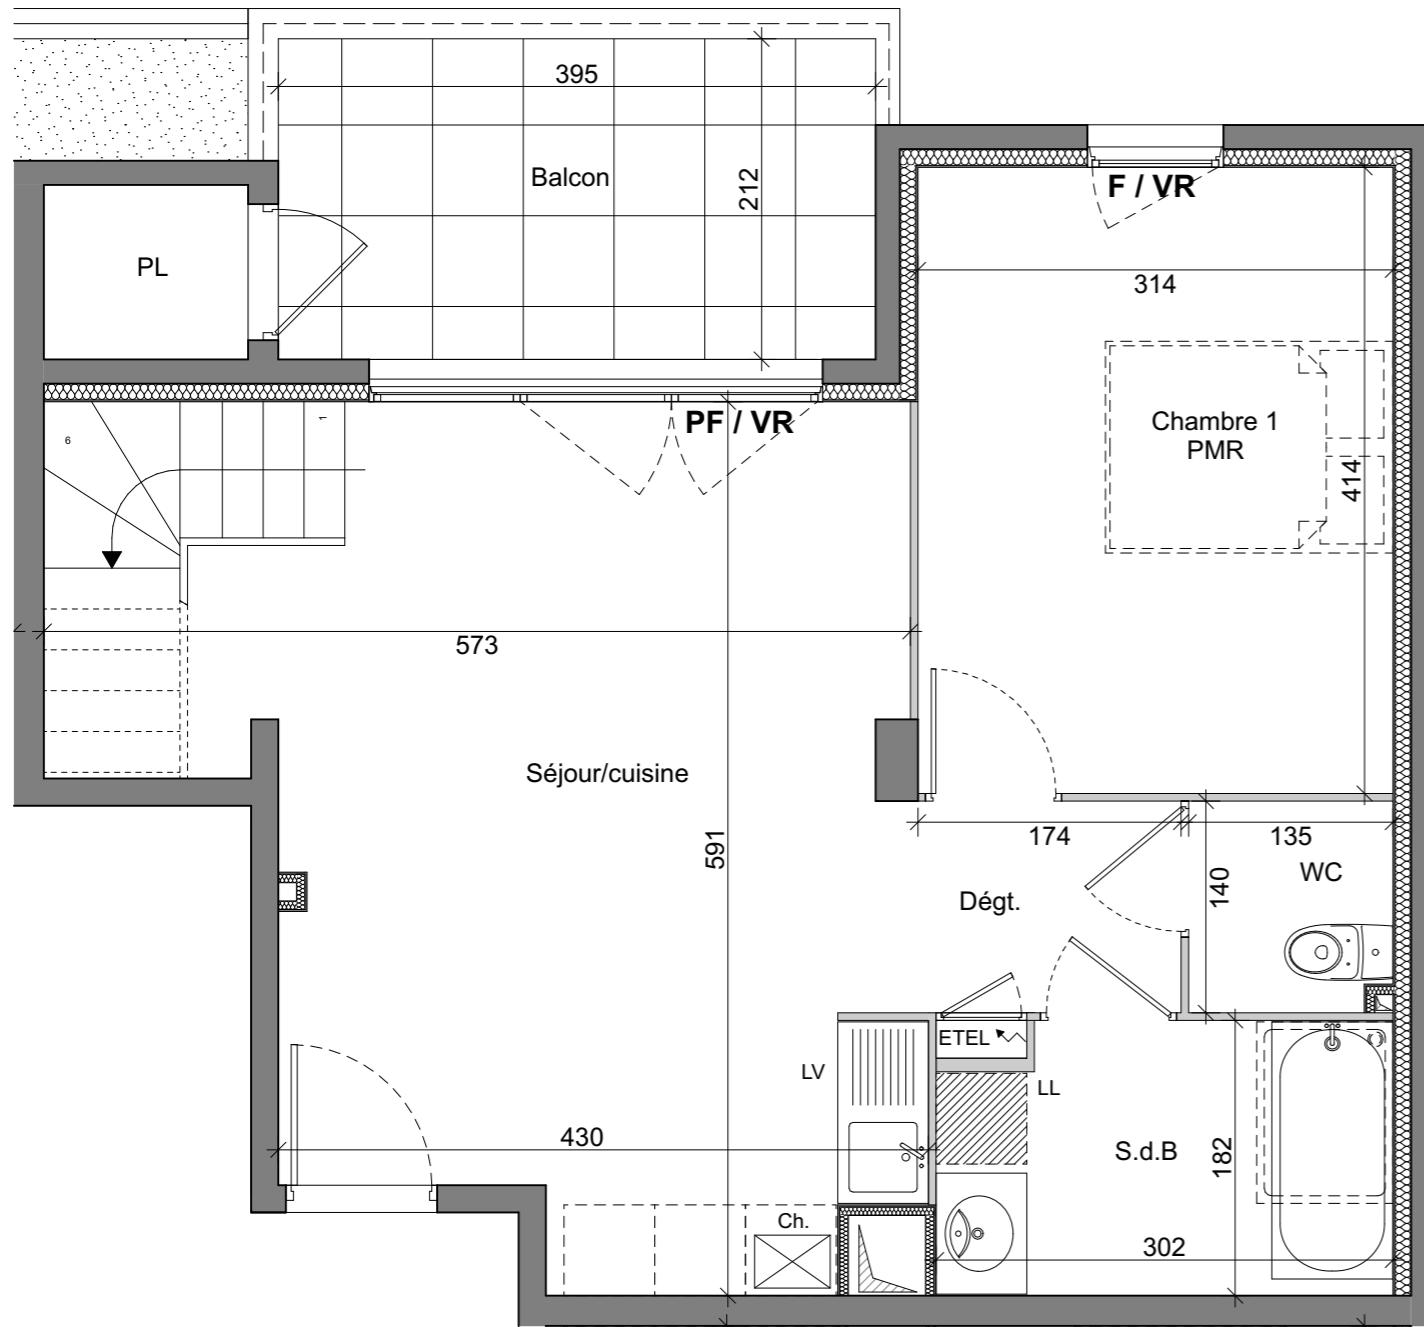 395
Balcon
212
F / VR
PL
314
Chambre 1
PMR
PF / VR
1
6
414
573
Séjour/cuisine
591
174
135
WC
140
Dégt.
ETEL
LV
LL
430
S.d.B
182
Ch.
302